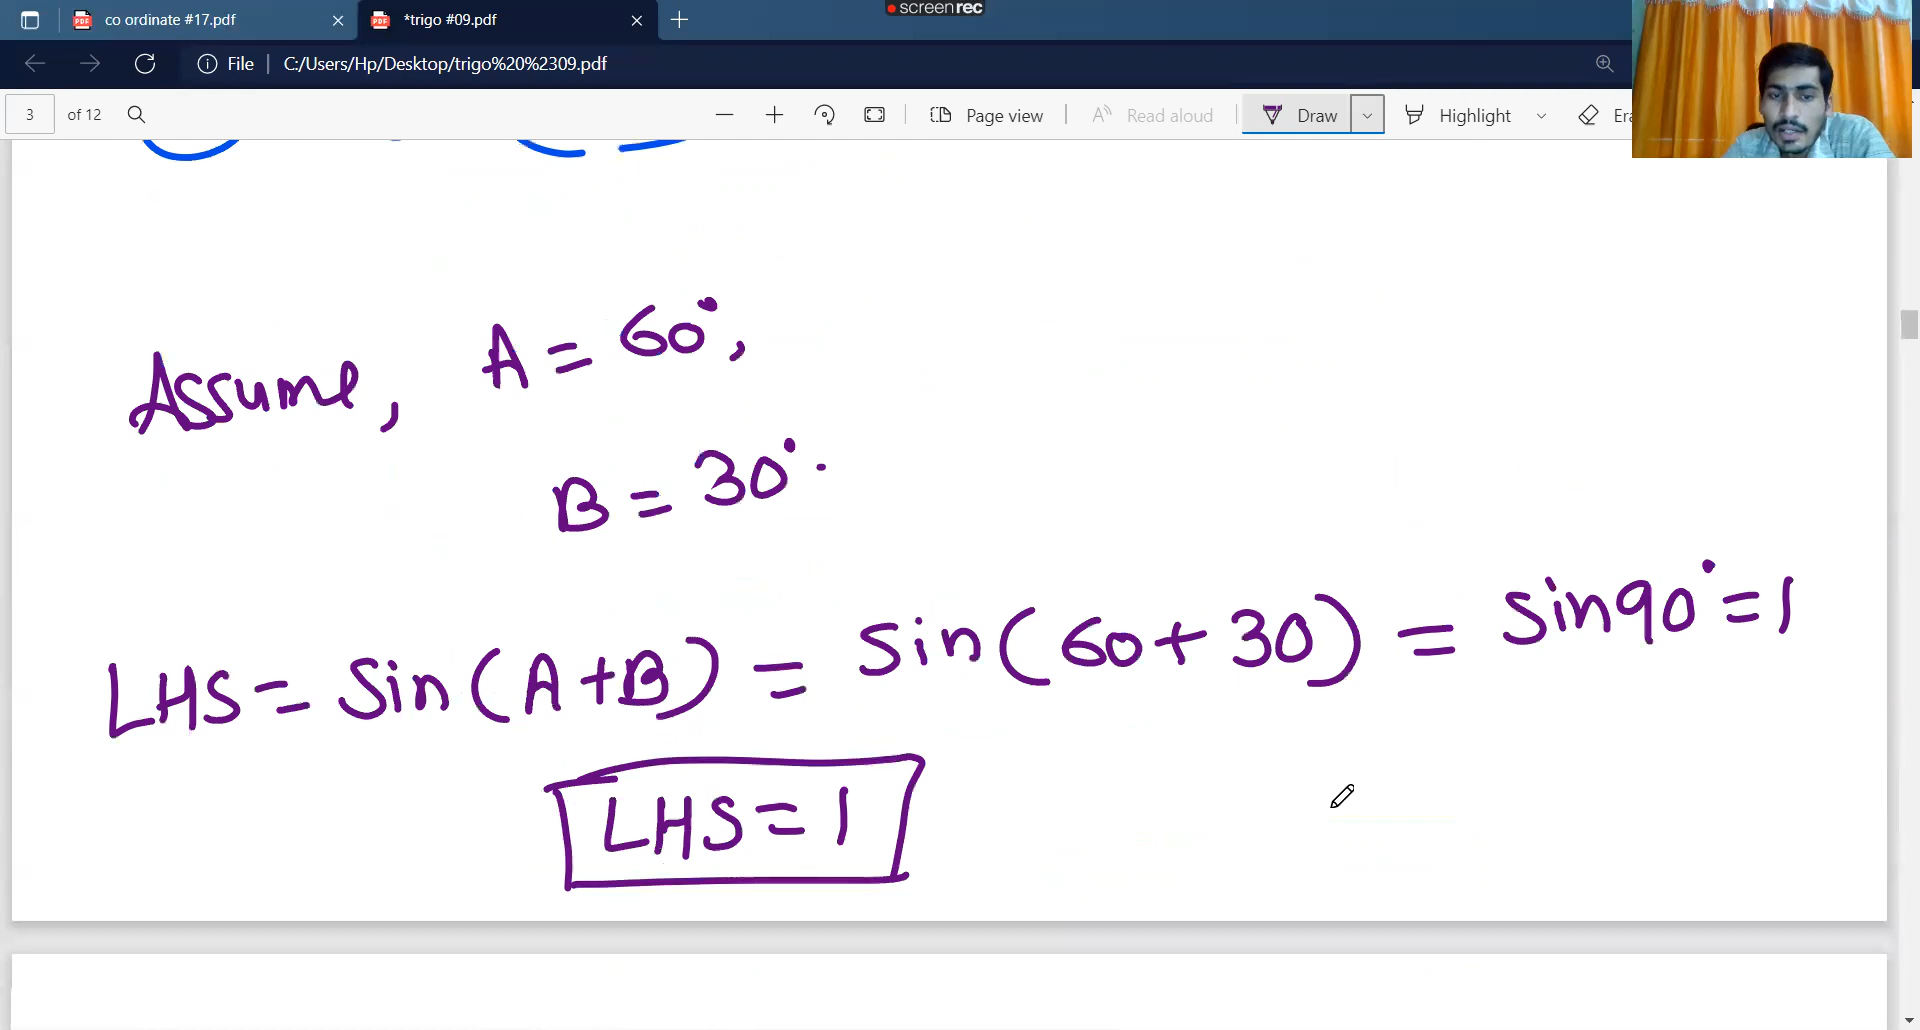 co ordinate #17.pdf
*trigo #09.pdf
screenrec
File
C:/Users/Hp/Desktop/trigo%20%2309.pdf
3 of 12
Page view
Read aloud
Draw
Highlight
Era
Assume, A = 60°,
B = 30°.
LHS = Sin(A+B) = Sin(60+30) = Sin90° = 1
LHS = 1